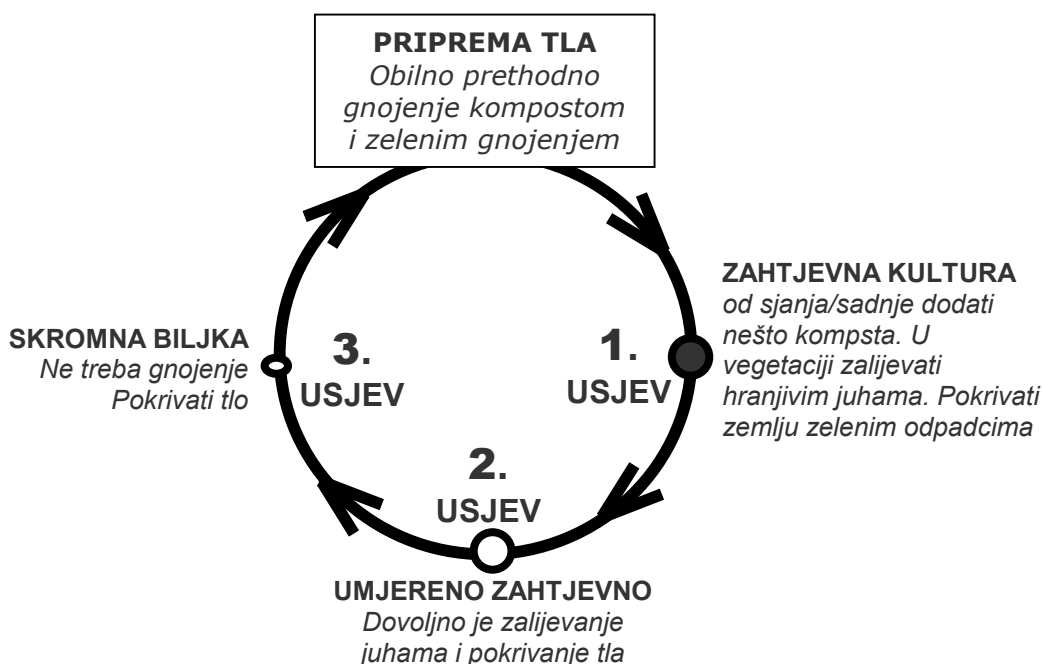 PRIPREMA TLA
Obilno prethodno
gnojenje kompostom
i zelenim gnojenjem
ZAHTJEVNA KULTURA
od sjanja/sadnje dodati
nešto kompsta. U
vegetaciji zalijevati
hranjivim juhama. Pokrivati
zemlju zelenim odpadcima
1.
USJEV
2.
USJEV
UMJERENO ZAHTJEVNO
Dovoljno je zalijevanje
juhama i pokrivanje tla
3.
USJEV
SKROMNA BILJKA
Ne treba gnojenje
Pokrivati tlo